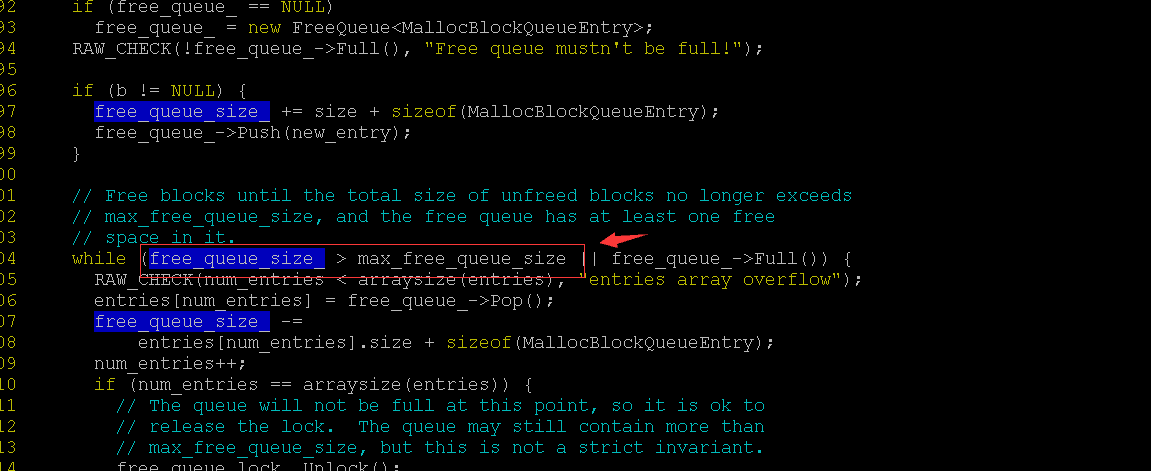 92     if (free_queue_ == NULL)
93       free_queue_ = new FreeQueue<MallocBlockQueueEntry>;
94     RAW_CHECK(!free_queue_->Full(), "Free queue mustn't be full!");
95
96     if (b != NULL) {
97       free_queue_size_ += size + sizeof(MallocBlockQueueEntry);
98       free_queue_->Push(new_entry);
99     }
00
01     // Free blocks until the total size of unfreed blocks no longer exceeds
02     // max_free_queue_size, and the free queue has at least one free
03     // space in it.
04     while (free_queue_size_ > max_free_queue_size || free_queue_->Full()) {
05       RAW_CHECK(num_entries < arraysize(entries), "entries array overflow");
06       entries[num_entries] = free_queue_->Pop();
07       free_queue_size_ -=
08           entries[num_entries].size + sizeof(MallocBlockQueueEntry);
09       num_entries++;
10       if (num_entries == arraysize(entries)) {
11         // The queue will not be full at this point, so it is ok to
12         // release the lock.  The queue may still contain more than
13         // max_free_queue_size, but this is not a strict invariant.
14         free_queue_lock_.Unlock();